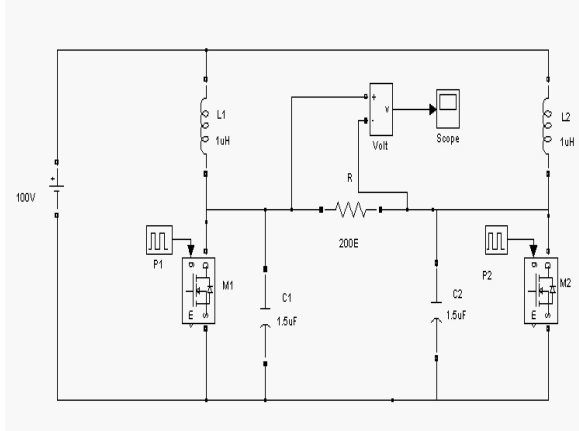 L1
1uH
+
v
-
Volt
Scope
L2
1uH
+
100V
R
200E
P1
g
D
M1
E
S
C1
1.5uF
C2
1.5uF
P2
g
D
M2
E
S